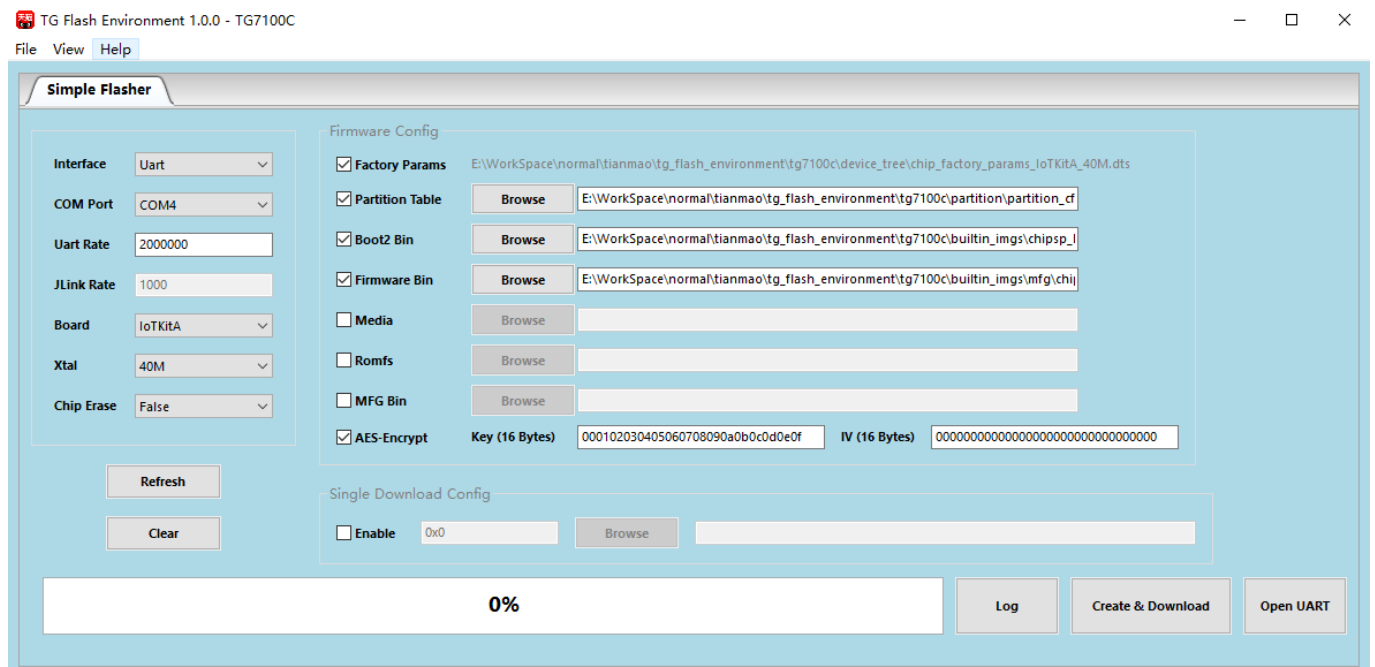 天猫
TG Flash Environment 1.0.0 - TG7100C
File View Help
Simple Flasher
Interface Uart
COM Port COM4
Uart Rate 2000000
JLink Rate 1000
Board IoTKitA
Xtal 40M
Chip Erase False
Refresh
Clear
Firmware Config
Factory Params E:\WorkSpace\normal\tianmao\tg_flash_environment\tg7100c\device_tree\chip_factory_params_IoTKitA_40M.dts
Partition Table Browse E:\WorkSpace\normal\tianmao\tg_flash_environment\tg7100c\partition\partition_cf
Boot2 Bin Browse E:\WorkSpace\normal\tianmao\tg_flash_environment\tg7100c\builtin_imgs\chipsp_l
Firmware Bin Browse E:\WorkSpace\normal\tianmao\tg_flash_environment\tg7100c\builtin_imgs\mfg\chi
Media Browse
Romfs Browse
MFG Bin Browse
AES-Encrypt Key (16 Bytes) 000102030405060708090a0b0c0d0e0f IV (16 Bytes) 00000000000000000000000000000000
Single Download Config
Enable 0x0 Browse
0% Log Create & Download Open UART